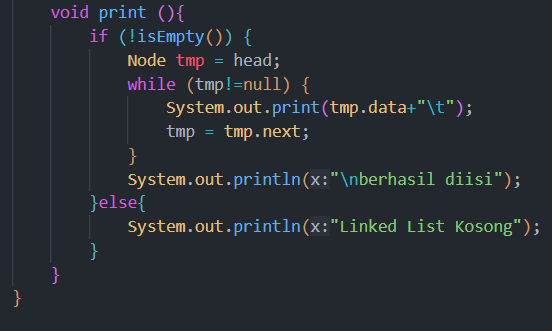 void print (){
if (!isEmpty()) {
Node tmp = head;
while (tmp!=null) {
System.out.print(tmp.data+"\t");
tmp = tmp.next;
}
System.out.println(x:"\nberhasil diisi");
}else{
System.out.println(x:"Linked List Kosong");
}
}
}